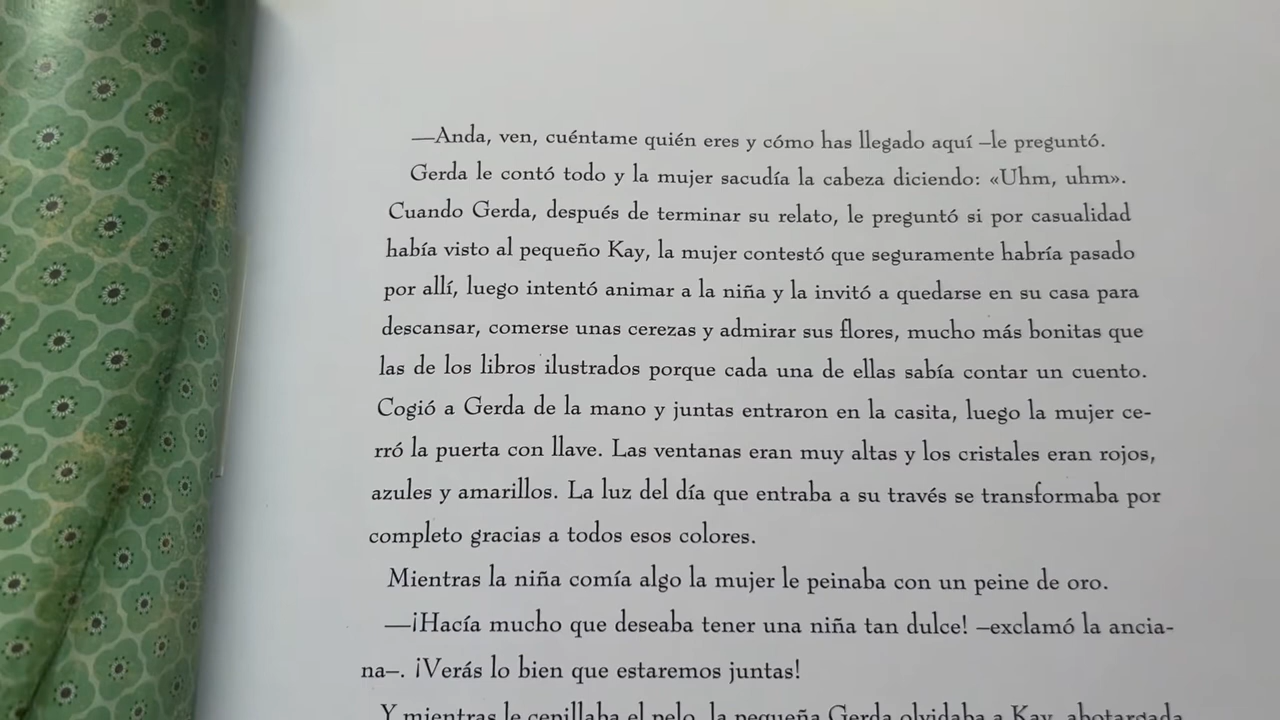 —Anda, ven, cuéntame quién eres y cómo has llegado aquí –le preguntó.
Gerda le contó todo y la mujer sacudía la cabeza diciendo: «Uhm, uhm».
Cuando Gerda, después de terminar su relato, le preguntó si por casualidad
había visto al pequeño Kay, la mujer contestó que seguramente habría pasado
por allí, luego intentó animar a la niña y la invitó a quedarse en su casa para
descansar, comerse unas cerezas y admirar sus flores, mucho más bonitas que
las de los libros ilustrados porque cada una de ellas sabía contar un cuento.
Cogió a Gerda de la mano y juntas entraron en la casita, luego la mujer ce-
rró la puerta con llave. Las ventanas eran muy altas y los cristales eran rojos,
azules y amarillos. La luz del día que entraba a su través se transformaba por
completo gracias a todos esos colores.
Mientras la niña comía algo la mujer le peinaba con un peine de oro.
—¡Hacía mucho que deseaba tener una niña tan dulce! –exclamó la ancia-
na–. ¡Verás lo bien que estaremos juntas!
Y mientras le cepillaba el pelo, la pequeña Gerda olvidaba a Kay, abotargada